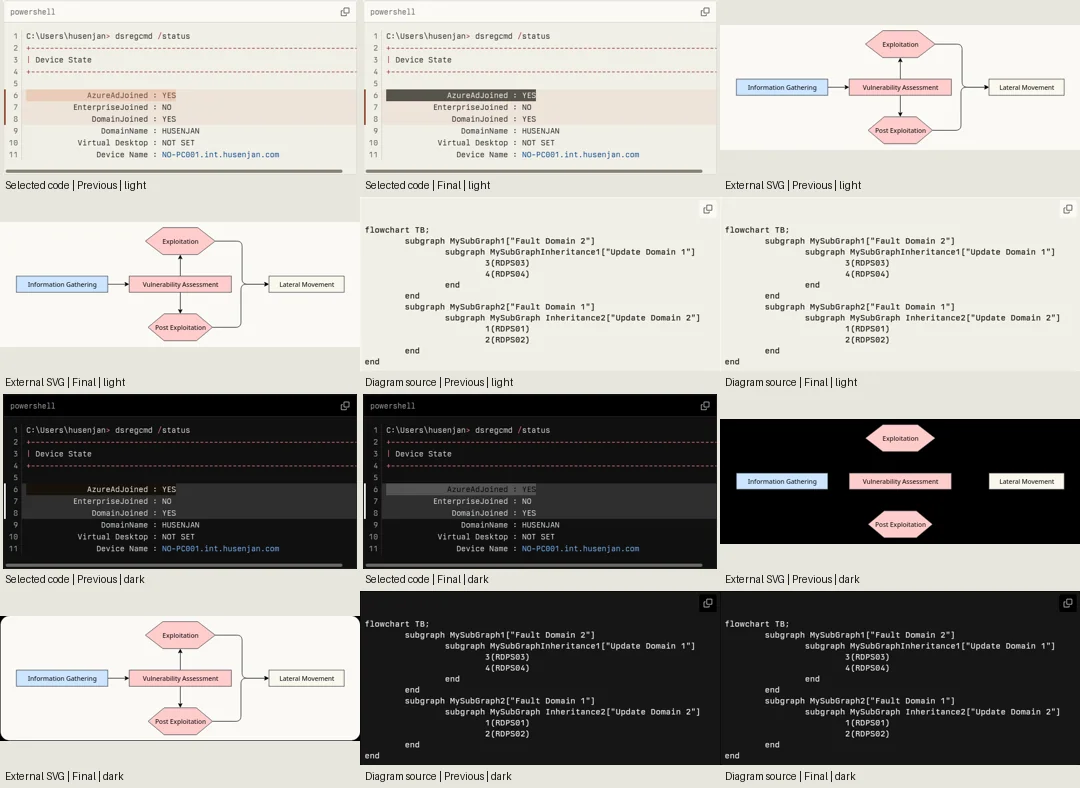 powershell
1 C:\Users\husenjan> dsregcmd /status
2 +----------------------------------------------------------------------
3 | Device State
4 +----------------------------------------------------------------------
5
6 AzureAdJoined : YES
7 EnterpriseJoined : NO
8 DomainJoined : YES
9 DomainName : HUSENJAN
10 Virtual Desktop : NOT SET
11 Device Name : NO-PC001.int.husenjan.com
Selected code | Previous | light
powershell
1 C:\Users\husenjan> dsregcmd /status
2 +----------------------------------------------------------------------
3 | Device State
4 +----------------------------------------------------------------------
5
6 AzureAdJoined : YES
7 EnterpriseJoined : NO
8 DomainJoined : YES
9 DomainName : HUSENJAN
10 Virtual Desktop : NOT SET
11 Device Name : NO-PC001.int.husenjan.com
Selected code | Final | light
Exploitation
Information Gathering
Vulnerability Assessment
Lateral Movement
Post Exploitation
External SVG | Previous | light
Exploitation
Information Gathering
Vulnerability Assessment
Lateral Movement
Post Exploitation
External SVG | Final | light
flowchart TB;
subgraph MySubGraph1["Fault Domain 2"]
subgraph MySubGraphInheritance1["Update Domain 1"]
3(RDPS03)
4(RDPS04)
end
end
subgraph MySubGraph2["Fault Domain 1"]
subgraph MySubGraph Inheritance2["Update Domain 2"]
1(RDPS01)
2(RDPS02)
end
end
Diagram source | Previous | light
flowchart TB;
subgraph MySubGraph1["Fault Domain 2"]
subgraph MySubGraphInheritance1["Update Domain 1"]
3(RDPS03)
4(RDPS04)
end
end
subgraph MySubGraph2["Fault Domain 1"]
subgraph MySubGraph Inheritance2["Update Domain 2"]
1(RDPS01)
2(RDPS02)
end
end
Diagram source | Final | light
powershell
1 C:\Users\husenjan> dsregcmd /status
2 +----------------------------------------------------------------------
3 | Device State
4 +----------------------------------------------------------------------
5
6 AzureAdJoined : YES
7 EnterpriseJoined : NO
8 DomainJoined : YES
9 DomainName : HUSENJAN
10 Virtual Desktop : NOT SET
11 Device Name : NO-PC001.int.husenjan.com
Selected code | Previous | dark
powershell
1 C:\Users\husenjan> dsregcmd /status
2 +----------------------------------------------------------------------
3 | Device State
4 +----------------------------------------------------------------------
5
6 AzureAdJoined : YES
7 EnterpriseJoined : NO
8 DomainJoined : YES
9 DomainName : HUSENJAN
10 Virtual Desktop : NOT SET
11 Device Name : NO-PC001.int.husenjan.com
Selected code | Final | dark
Exploitation
Information Gathering
Vulnerability Assessment
Lateral Movement
Post Exploitation
External SVG | Previous | dark
Exploitation
Information Gathering
Vulnerability Assessment
Lateral Movement
Post Exploitation
External SVG | Final | dark
flowchart TB;
subgraph MySubGraph1["Fault Domain 2"]
subgraph MySubGraphInheritance1["Update Domain 1"]
3(RDPS03)
4(RDPS04)
end
end
subgraph MySubGraph2["Fault Domain 1"]
subgraph MySubGraph Inheritance2["Update Domain 2"]
1(RDPS01)
2(RDPS02)
end
end
Diagram source | Previous | dark
flowchart TB;
subgraph MySubGraph1["Fault Domain 2"]
subgraph MySubGraphInheritance1["Update Domain 1"]
3(RDPS03)
4(RDPS04)
end
end
subgraph MySubGraph2["Fault Domain 1"]
subgraph MySubGraph Inheritance2["Update Domain 2"]
1(RDPS01)
2(RDPS02)
end
end
Diagram source | Final | dark